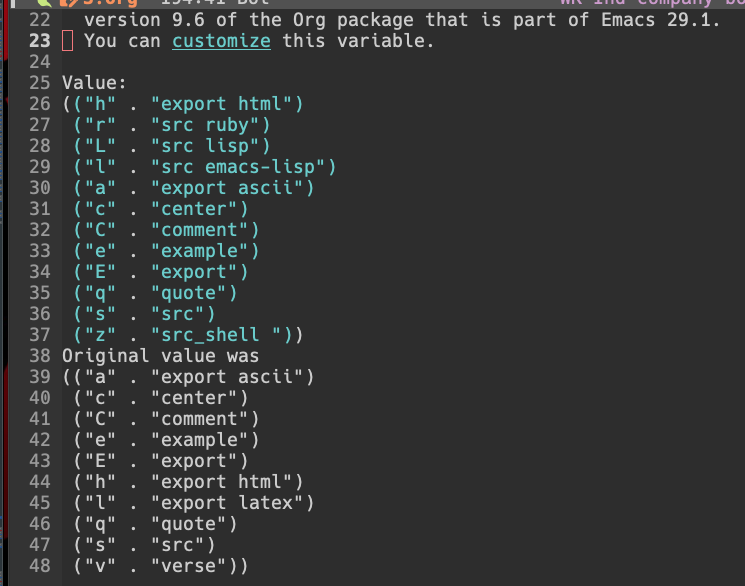 22 version 9.6 of the Org package that is part of Emacs 29.1.
23 You can customize this variable.
24
25 Value:
26 (("h" . "export html")
27 ("r" . "src ruby")
28 ("L" . "src lisp")
29 ("l" . "src emacs-lisp")
30 ("a" . "export ascii")
31 ("c" . "center")
32 ("C" . "comment")
33 ("e" . "example")
34 ("E" . "export")
35 ("q" . "quote")
36 ("s" . "src")
37 ("z" . "src_shell "))
38 Original value was
39 (("a" . "export ascii")
40 ("c" . "center")
41 ("C" . "comment")
42 ("e" . "example")
43 ("E" . "export")
44 ("h" . "export html")
45 ("l" . "export latex")
46 ("q" . "quote")
47 ("s" . "src")
48 ("v" . "verse"))